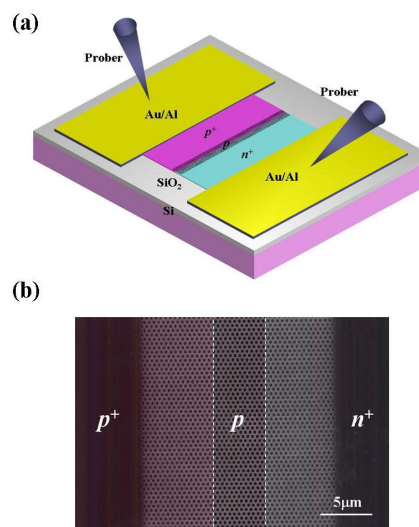 (a)
Prober
Prober
Au/Al
p⁺
p
n⁺
Au/Al
SiO₂
Si
(b)
p⁺ p n⁺
5μm